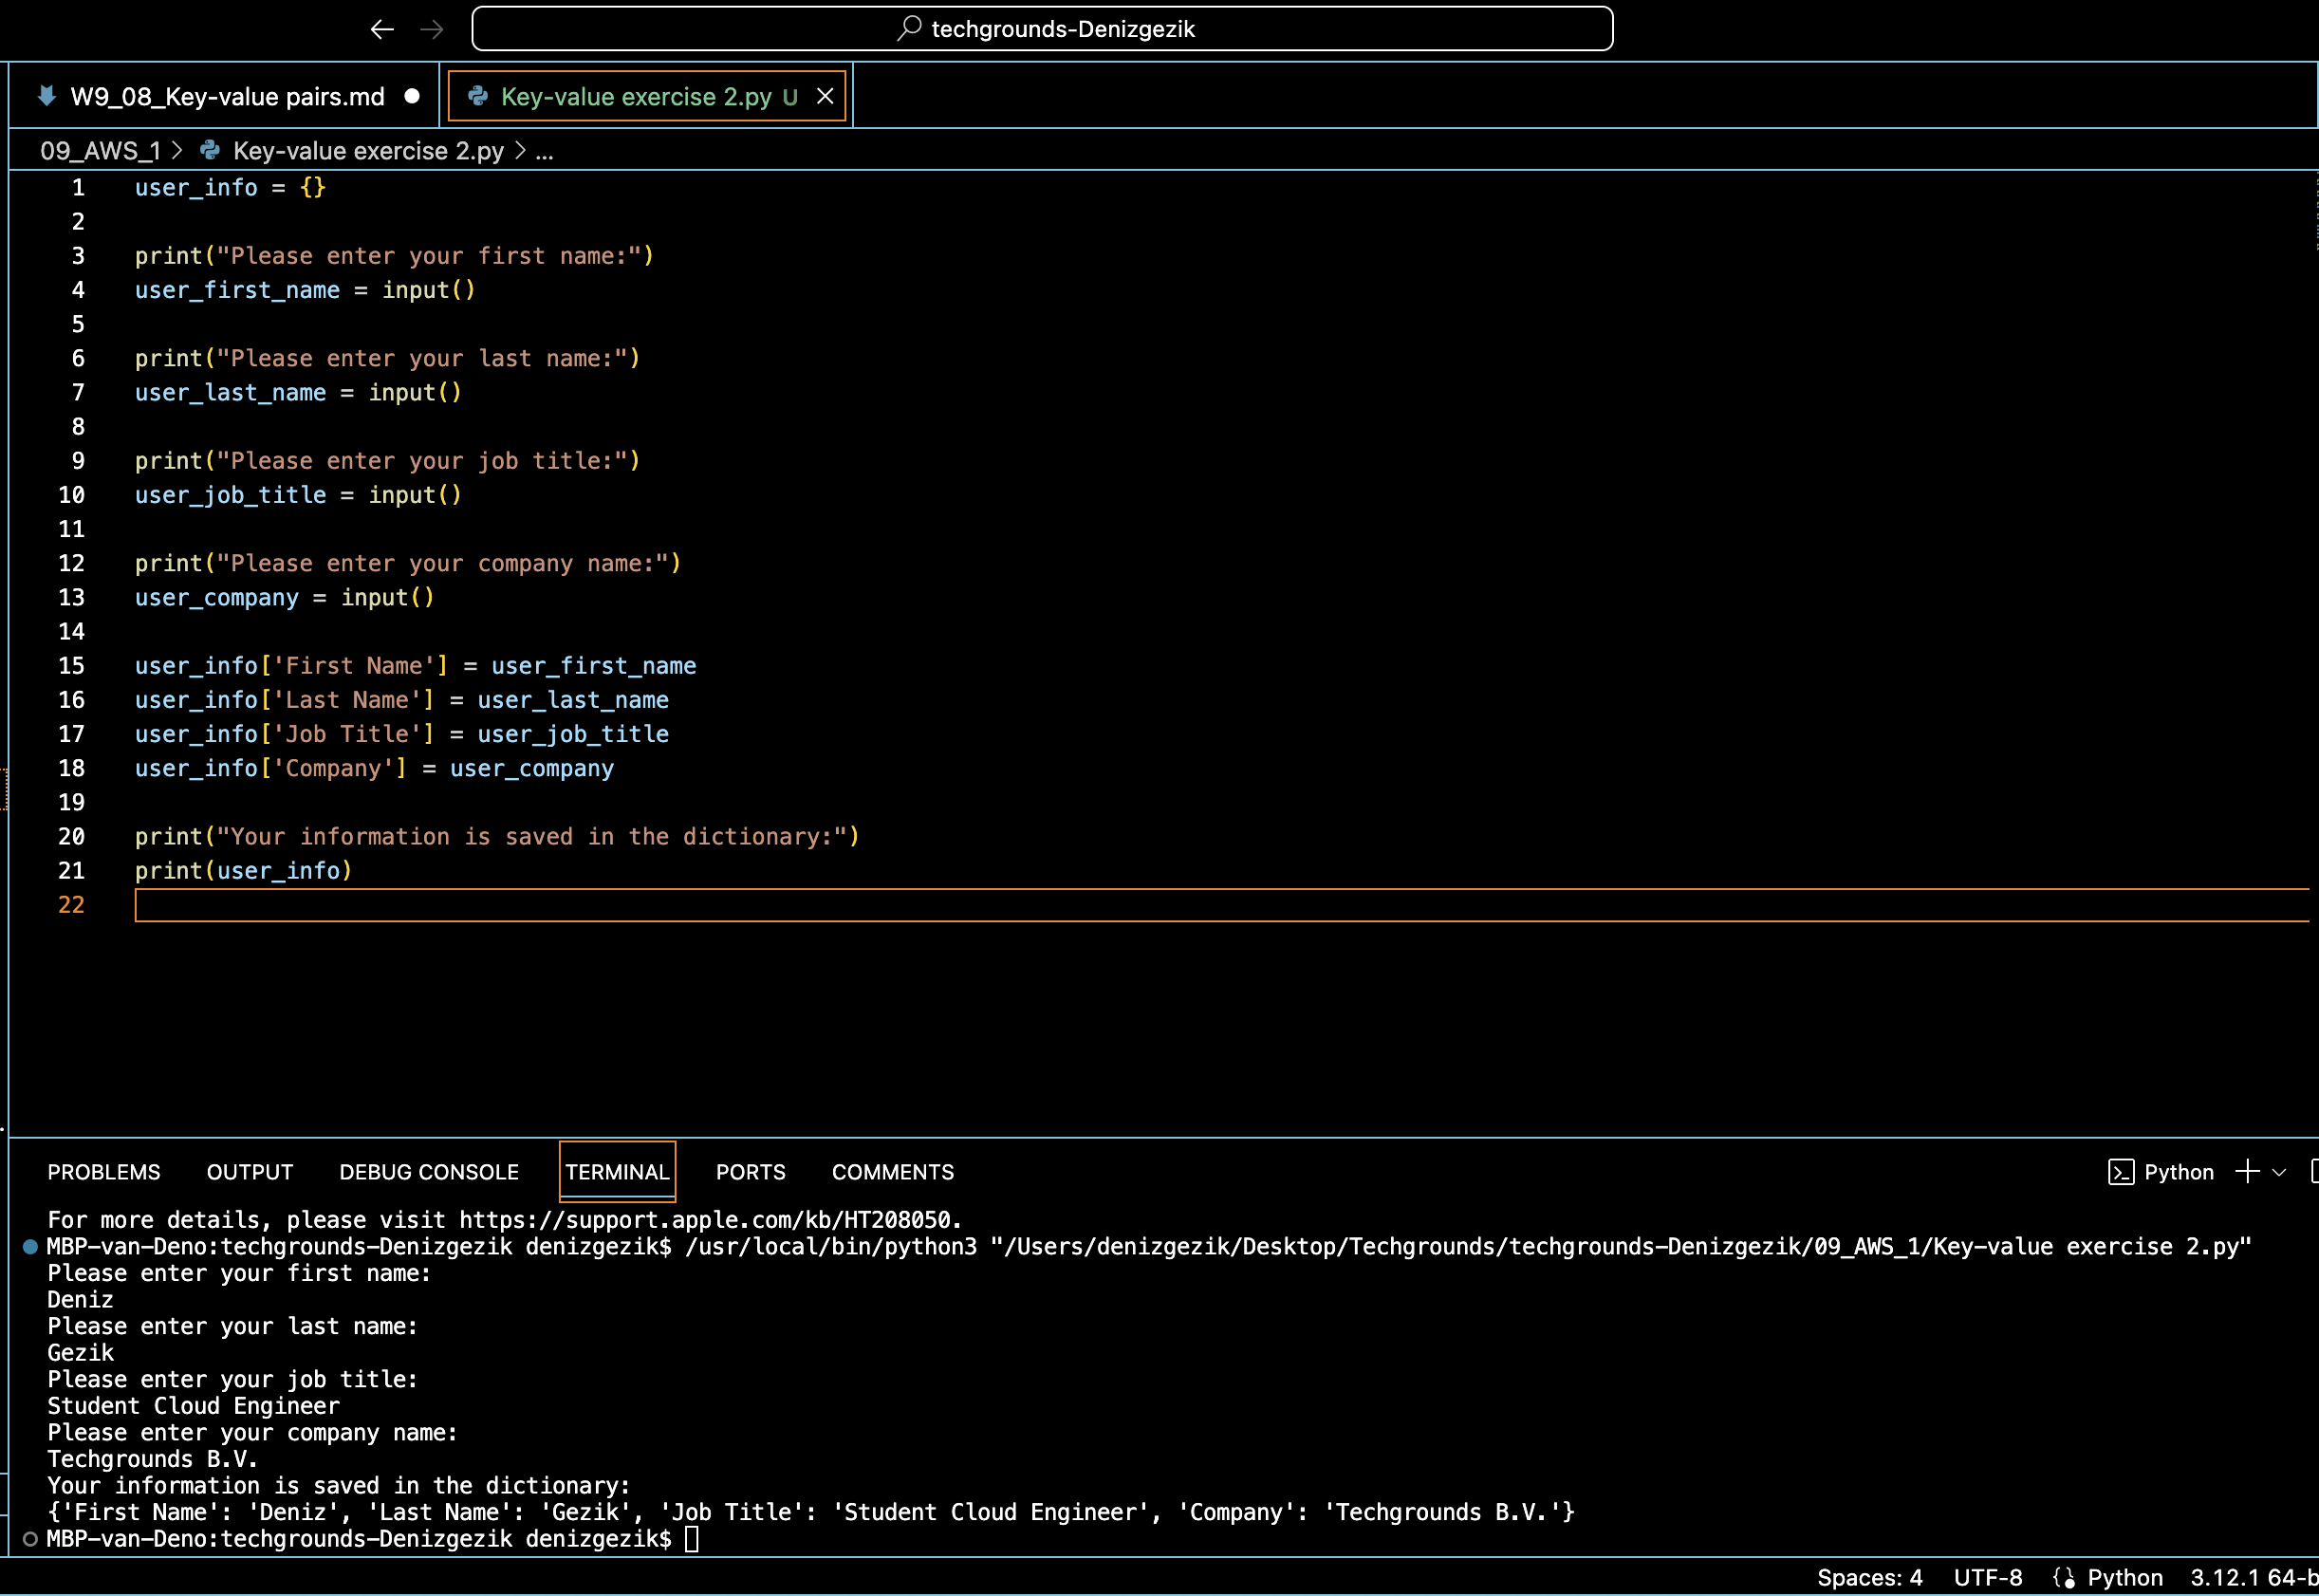 techgrounds-Denizgezik
W9_08_Key-value pairs.md
Key-value exercise 2.py U
09_AWS_1 > Key-value exercise 2.py > ...
1 user_info = {}
2
3 print("Please enter your first name:")
4 user_first_name = input()
5
6 print("Please enter your last name:")
7 user_last_name = input()
8
9 print("Please enter your job title:")
10 user_job_title = input()
11
12 print("Please enter your company name:")
13 user_company = input()
14
15 user_info['First Name'] = user_first_name
16 user_info['Last Name'] = user_last_name
17 user_info['Job Title'] = user_job_title
18 user_info['Company'] = user_company
19
20 print("Your information is saved in the dictionary:")
21 print(user_info)
22
PROBLEMS OUTPUT DEBUG CONSOLE TERMINAL PORTS COMMENTS Python
For more details, please visit https://support.apple.com/kb/HT208050.
MBP-van-Deno:techgrounds-Denizgezik denizgezik$ /usr/local/bin/python3 "/Users/denizgezik/Desktop/Techgrounds/techgrounds-Denizgezik/09_AWS_1/Key-value exercise 2.py"
Please enter your first name:
Deniz
Please enter your last name:
Gezik
Please enter your job title:
Student Cloud Engineer
Please enter your company name:
Techgrounds B.V.
Your information is saved in the dictionary:
{'First Name': 'Deniz', 'Last Name': 'Gezik', 'Job Title': 'Student Cloud Engineer', 'Company': 'Techgrounds B.V.'}
MBP-van-Deno:techgrounds-Denizgezik denizgezik$
Spaces: 4 UTF-8 Python 3.12.1 64-b